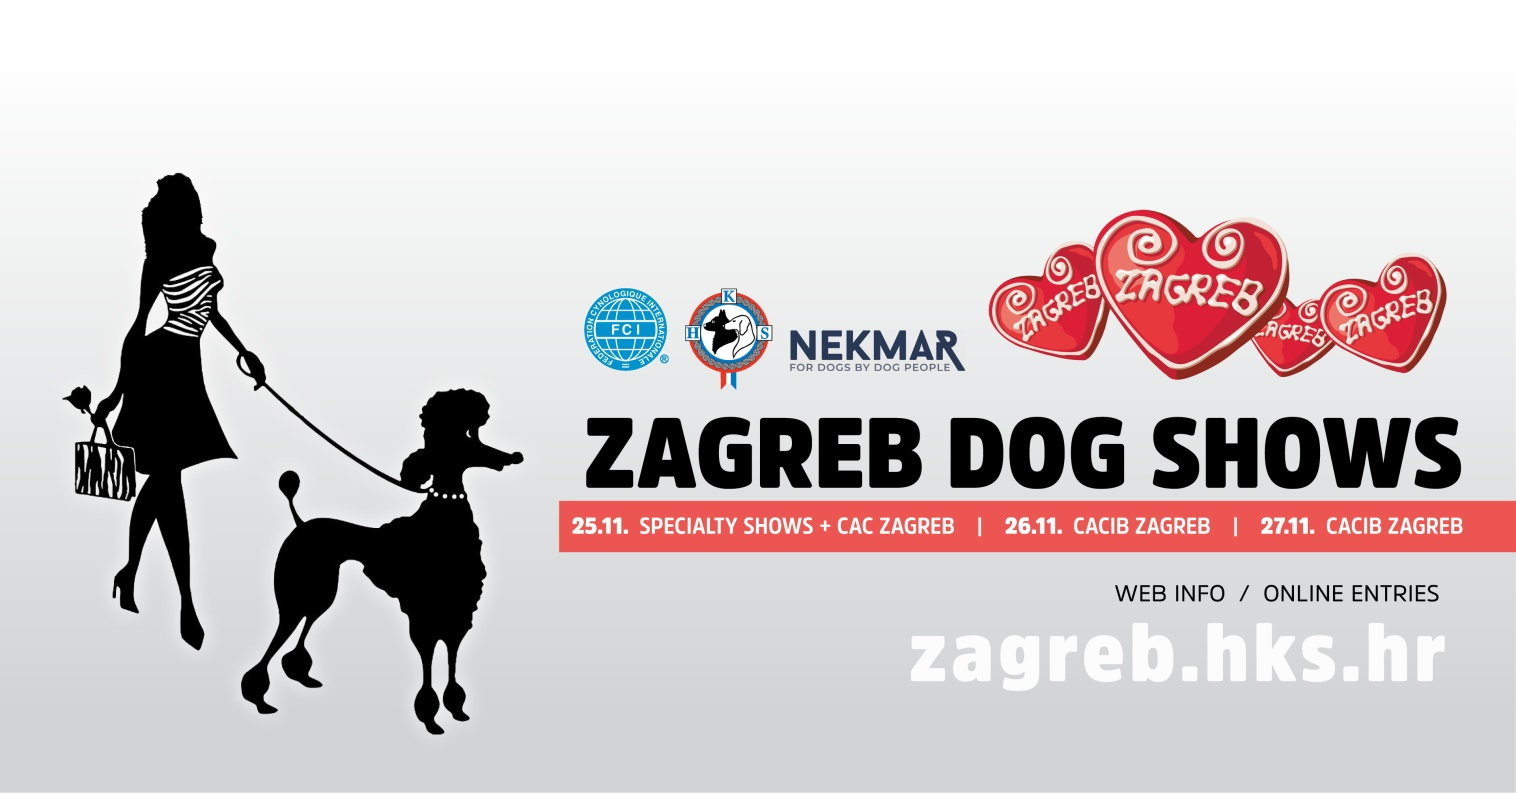 FEDERATION CYNOLOGIQUE INTERNATIONALE
FCI
®
K
H S
NEKMAR
FOR DOGS BY DOG PEOPLE
ZAGREB
ZAGREB
ZAGREB
ZAGREB
ZAGREB DOG SHOWS
25.11. SPECIALTY SHOWS + CAC ZAGREB | 26.11. CACIB ZAGREB | 27.11. CACIB ZAGREB
WEB INFO / ONLINE ENTRIES
zagreb.hks.hr